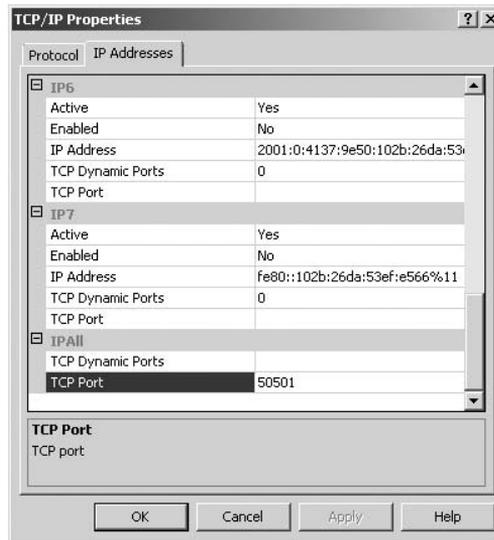 TCP/IP Properties
Protocol IP Addresses
IP6
Active Yes
Enabled No
IP Address 2001:0:4137:9e50:102b:26da:53
TCP Dynamic Ports 0
TCP Port
IP7
Active Yes
Enabled No
IP Address fe80::102b:26da:53ef:e566%11
TCP Dynamic Ports 0
TCP Port
IPAll
TCP Dynamic Ports
TCP Port 50501
TCP Port
TCP port
OK Cancel Apply Help